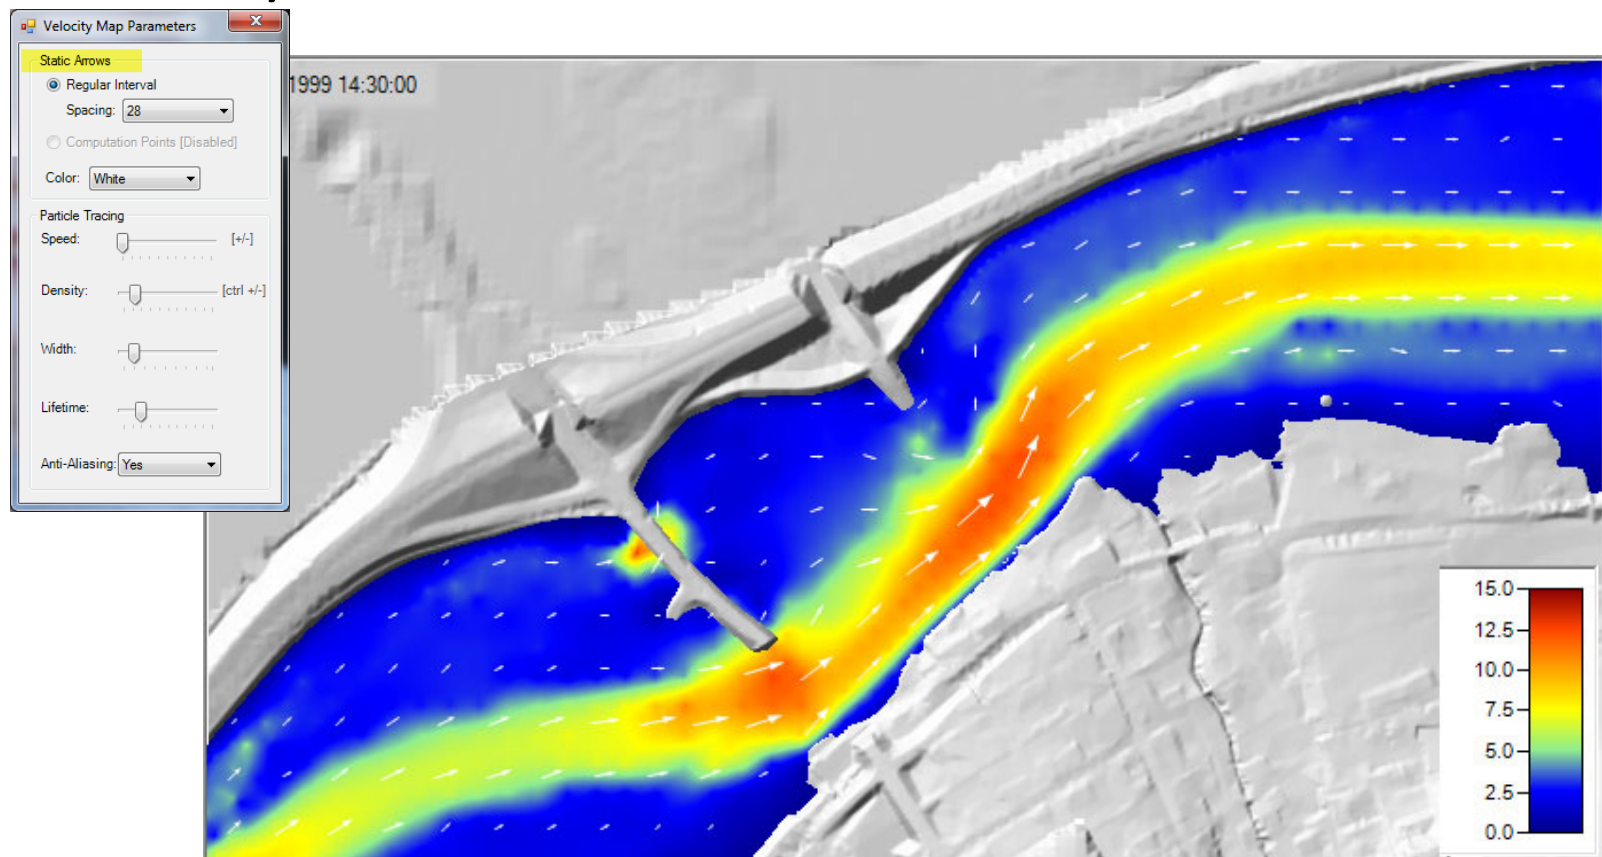 Velocity Map Parameters
Static Arrows
Regular Interval
Spacing: 28
Computation Points [Disabled]
Color: White
Particle Tracing
Speed: [+/-]
Density: [ctrl +/-]
Width:
Lifetime:
Anti-Aliasing: Yes
1999 14:30:00
15.0
12.5
10.0
7.5
5.0
2.5
0.0